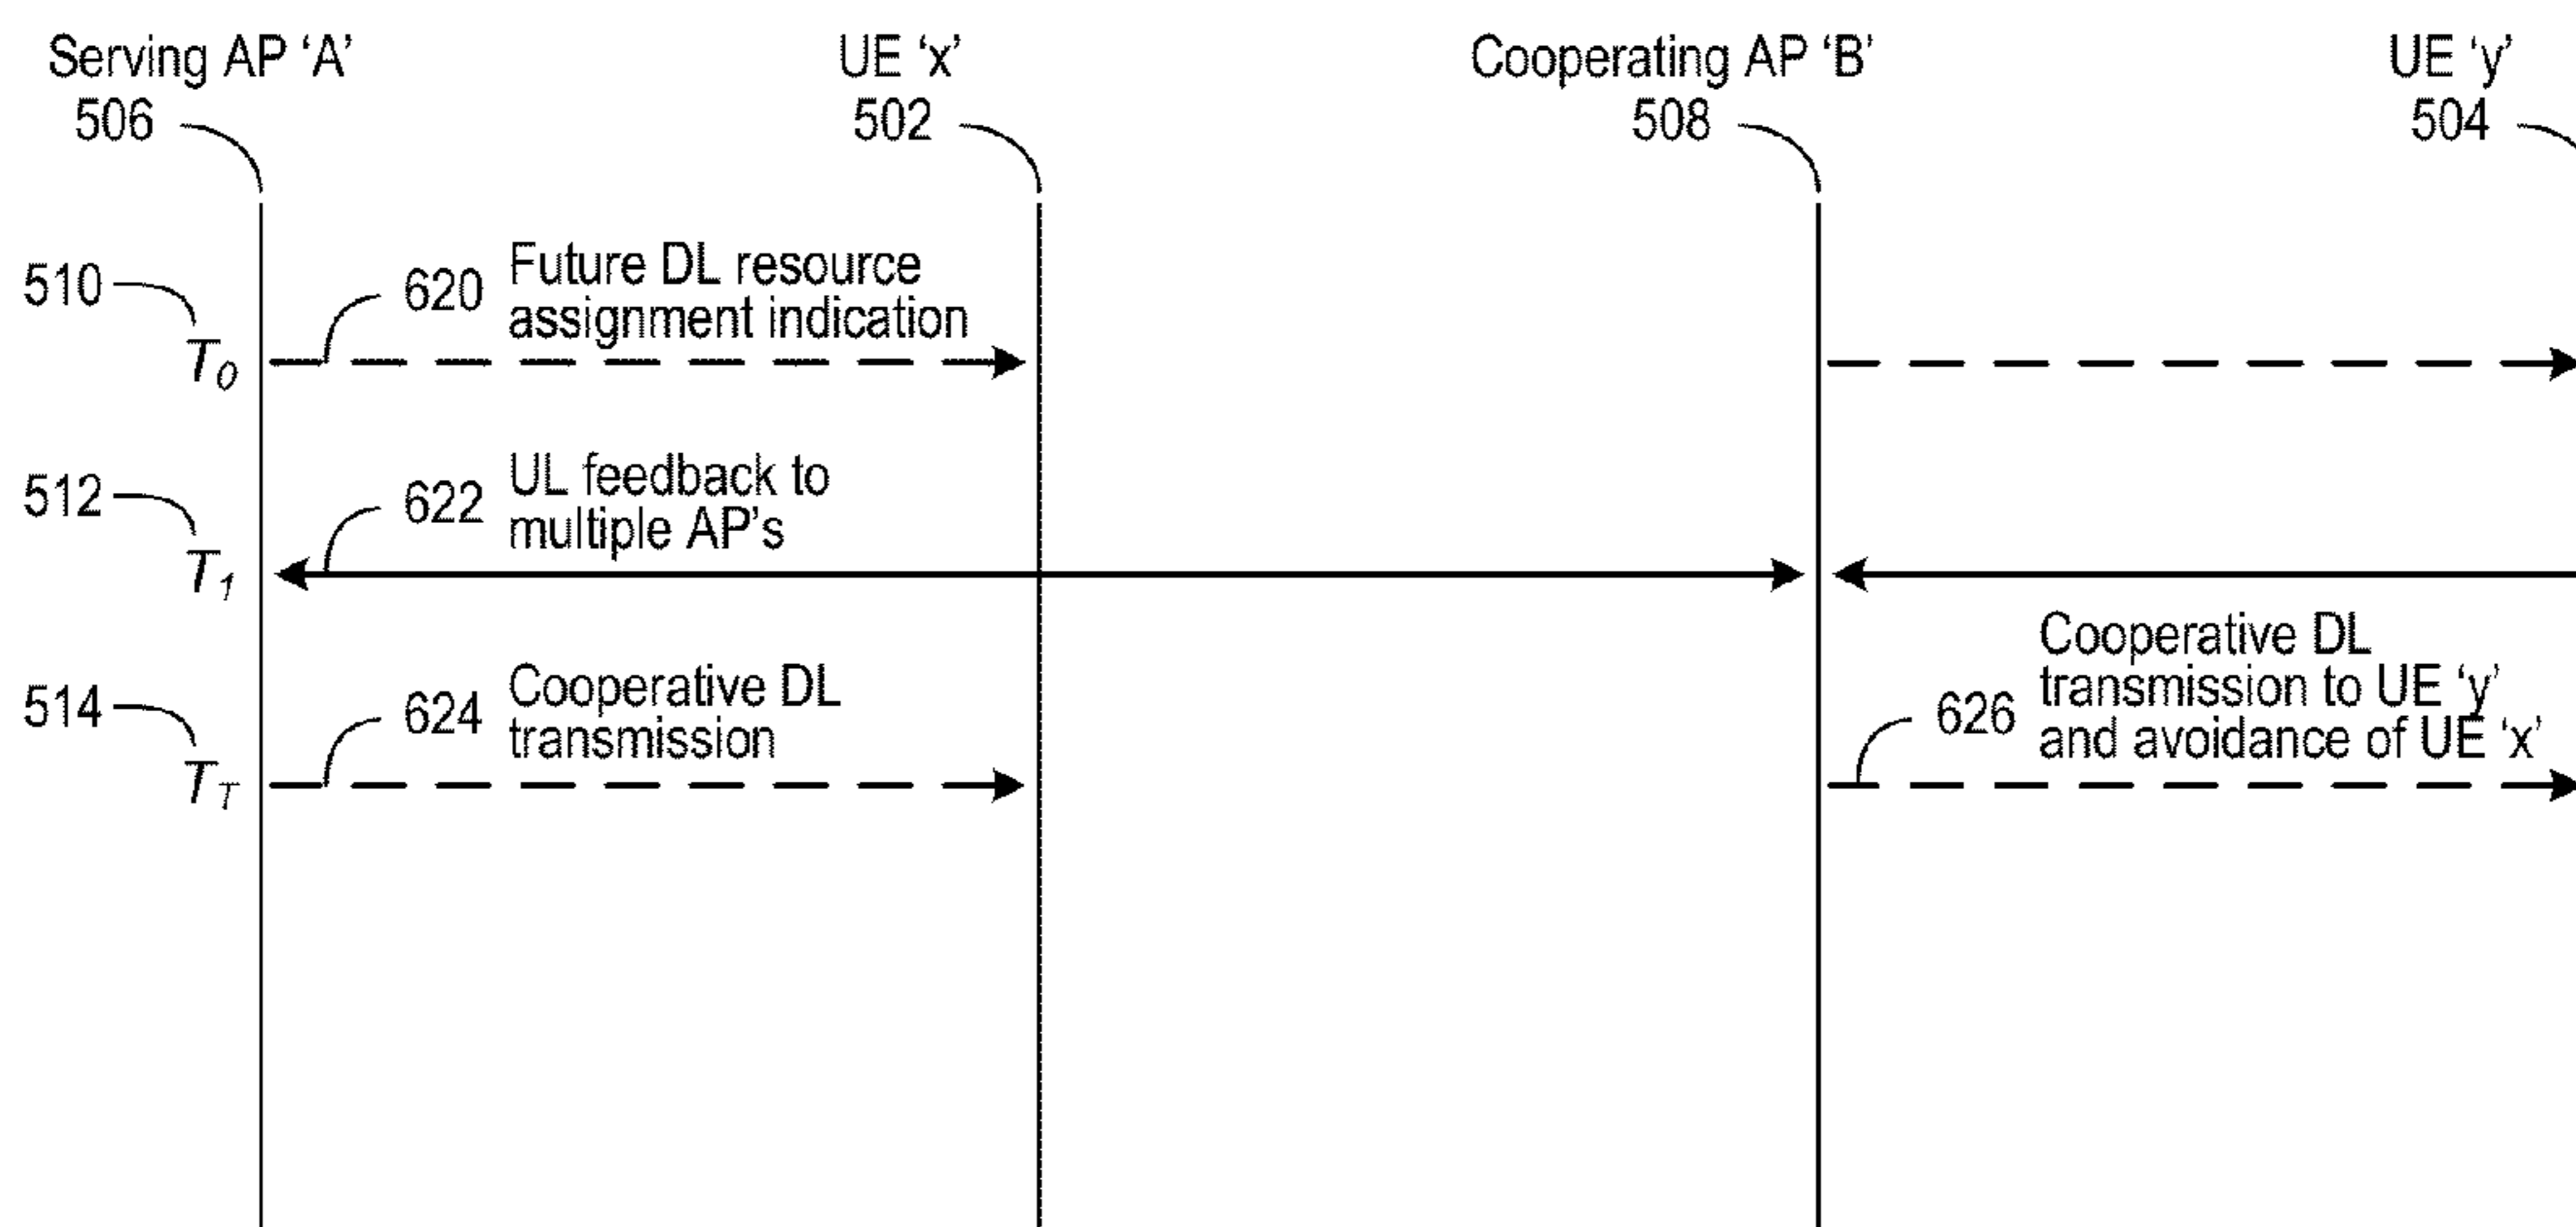 Serving AP ‘A’
506
UE ‘x’
502
Cooperating AP ‘B’
508
UE ‘y’
504
510
T0
620
Future DL resource
assignment indication
512
T1
622
UL feedback to
multiple AP’s
514
TT
624
Cooperative DL
transmission
626
Cooperative DL
transmission to UE ‘y’
and avoidance of UE ‘x’